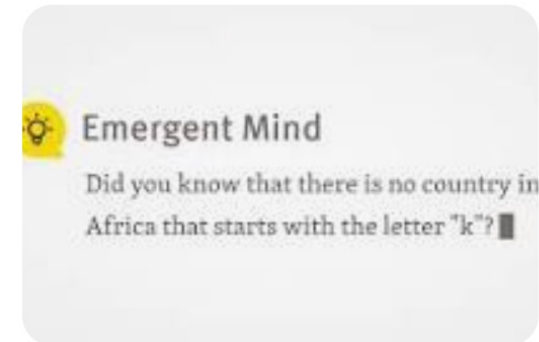 Emergent Mind
Did you know that there is no country in
Africa that starts with the letter "k"?